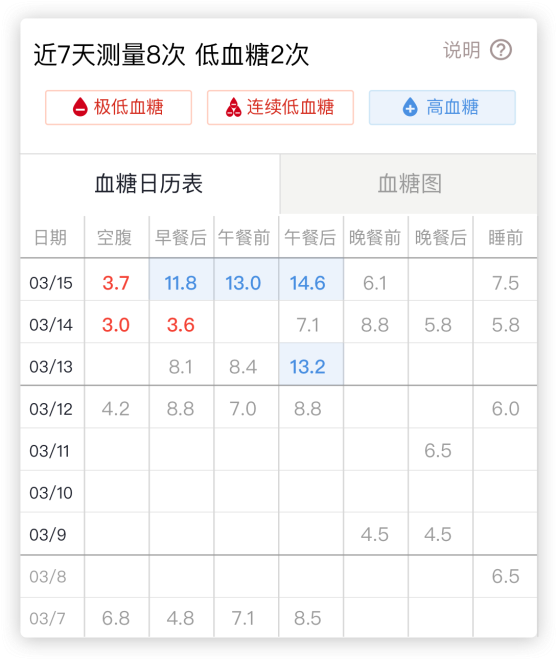 近7天测量8次 低血糖2次
说明 ?
极低血糖 连续低血糖 高血糖
血糖日历表 血糖图
日期 空腹 早餐后 午餐前 午餐后 晚餐前 晚餐后 睡前
03/15 3.7 11.8 13.0 14.6 6.1 7.5
03/14 3.0 3.6 7.1 8.8 5.8 5.8
03/13 8.1 8.4 13.2
03/12 4.2 8.8 7.0 8.8 6.0
03/11 6.5
03/10
03/9 4.5 4.5
03/8 6.5
03/7 6.8 4.8 7.1 8.5